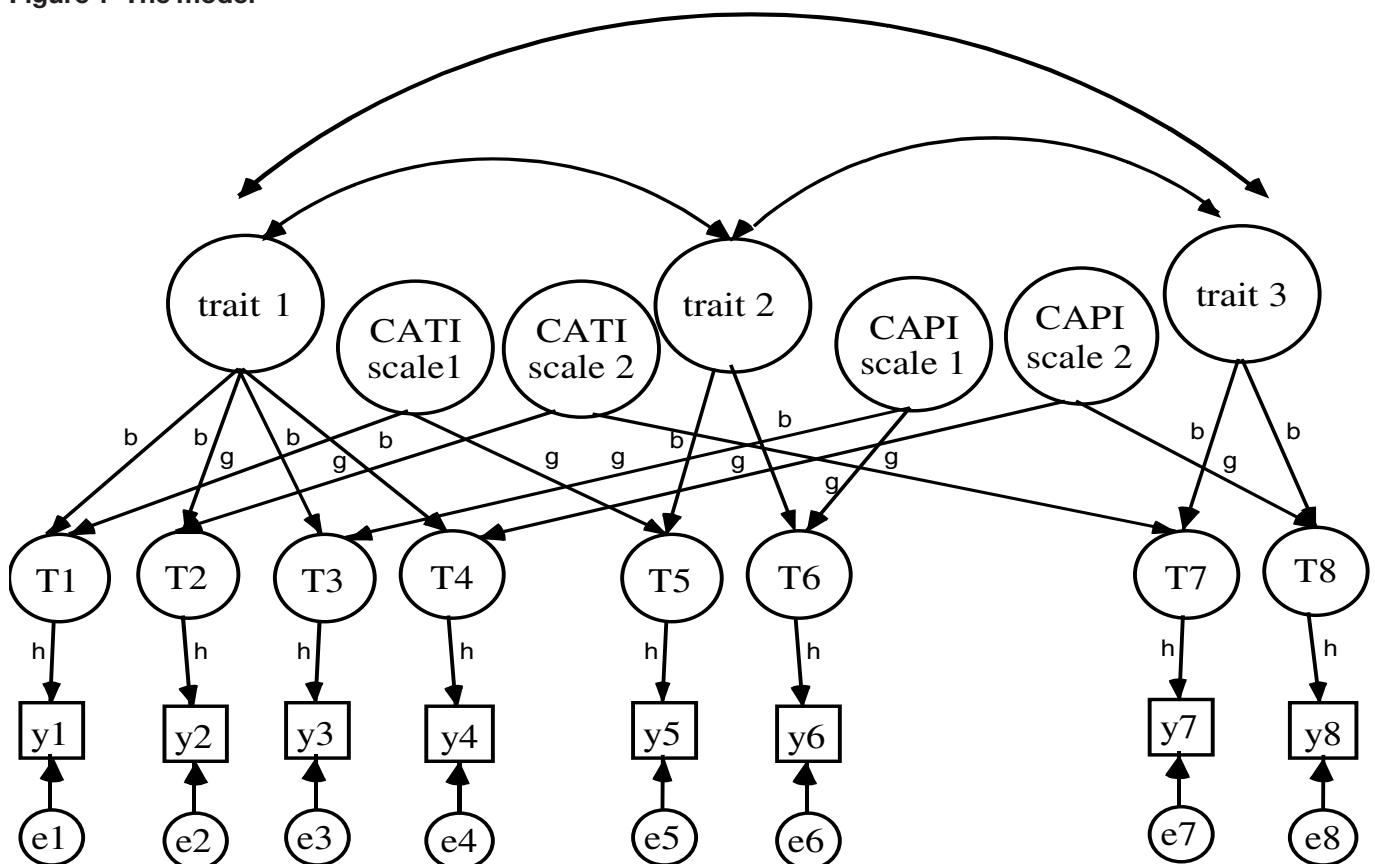 Figure 1 The model
trait 1
CATI
scale1
CATI
scale 2
trait 2
CAPI
scale 1
CAPI
scale 2
trait 3
b
b
b
b
g
g
g
g
b
b
g
g
g
b
b
g
T1
T2
T3
T4
T5
T6
T7
T8
h
h
h
h
h
h
h
h
y1
y2
y3
y4
y5
y6
y7
y8
e1
e2
e3
e4
e5
e6
e7
e8